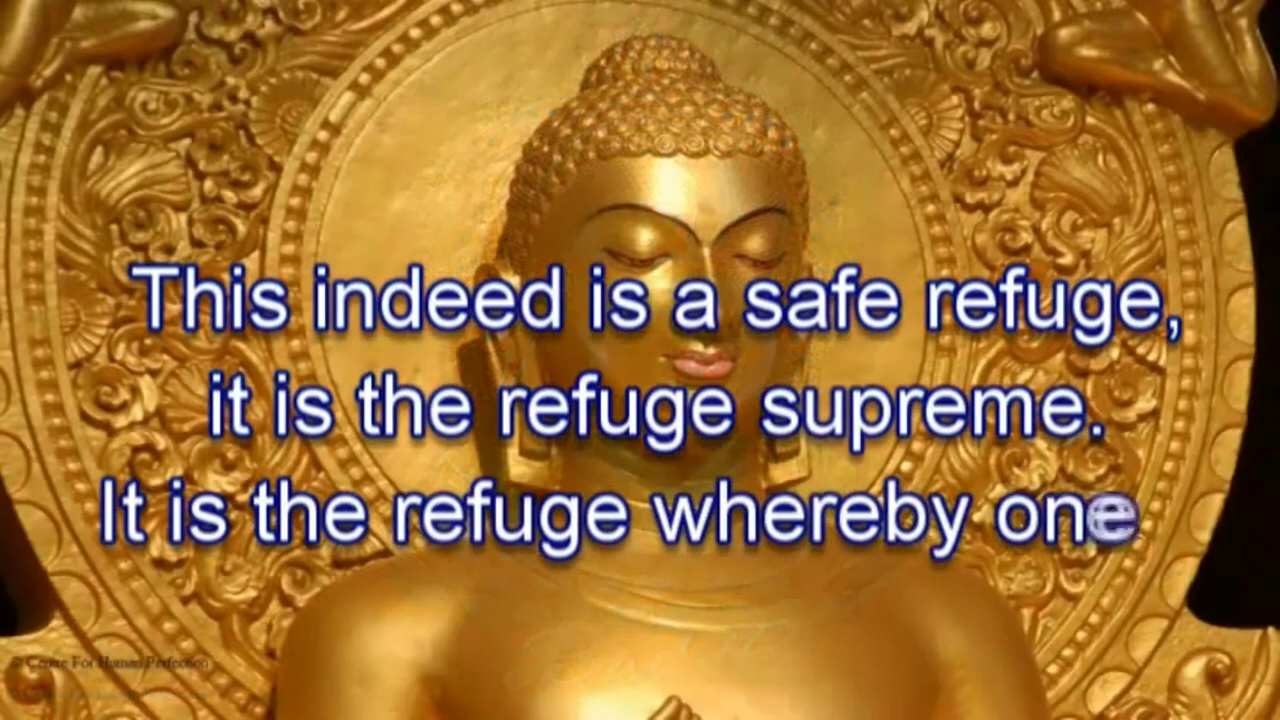 This indeed is a safe refuge,
it is the refuge supreme.
It is the refuge whereby one
© Centre For Human Perfection